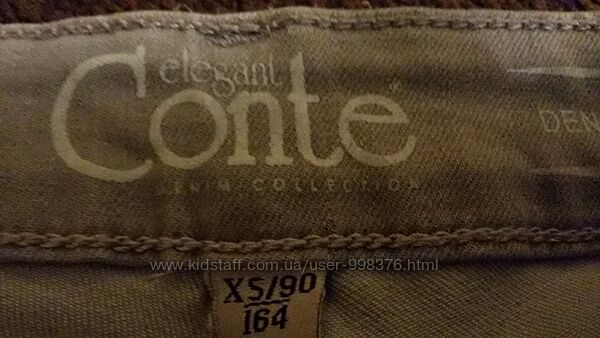 elegant
Conte®
DENIM COLLECTION
DEN
www.kidstaff.com.ua/user-998376.html
XS/90
164